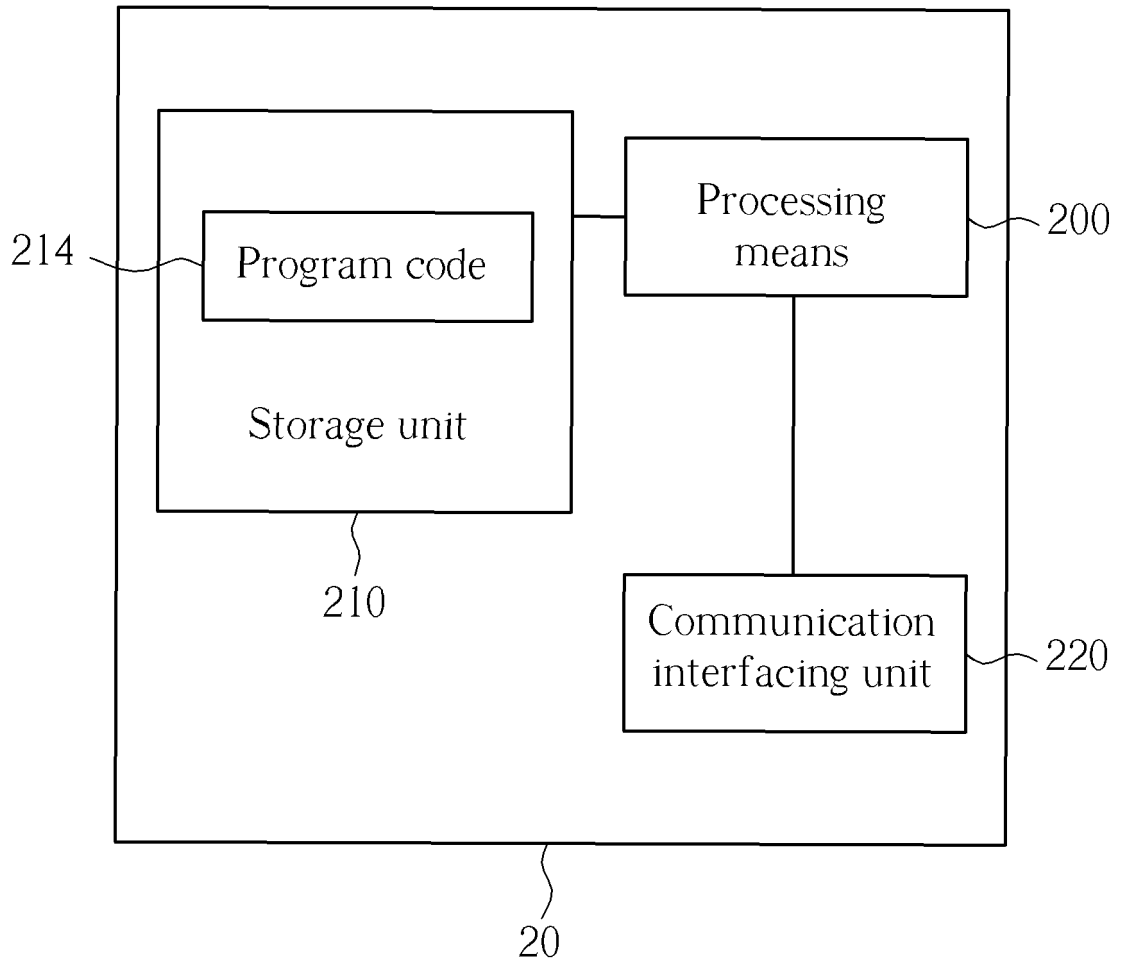 Processing
means
200
214
Program code
Storage unit
210
Communication
interfacing unit
220
20